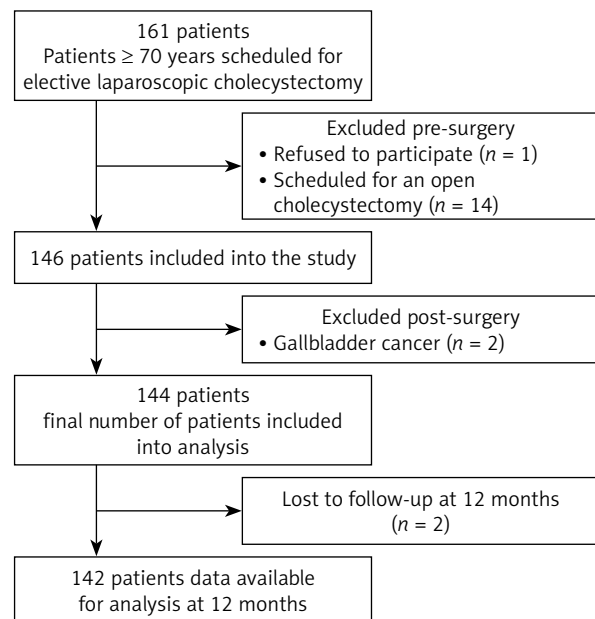 161 patients
Patients ≥ 70 years scheduled for
elective laparoscopic cholecystectomy
Excluded pre-surgery
• Refused to participate (n = 1)
• Scheduled for an open
cholecystectomy (n = 14)
146 patients included into the study
Excluded post-surgery
• Gallbladder cancer (n = 2)
144 patients
final number of patients included
into analysis
Lost to follow-up at 12 months
(n = 2)
142 patients data available
for analysis at 12 months